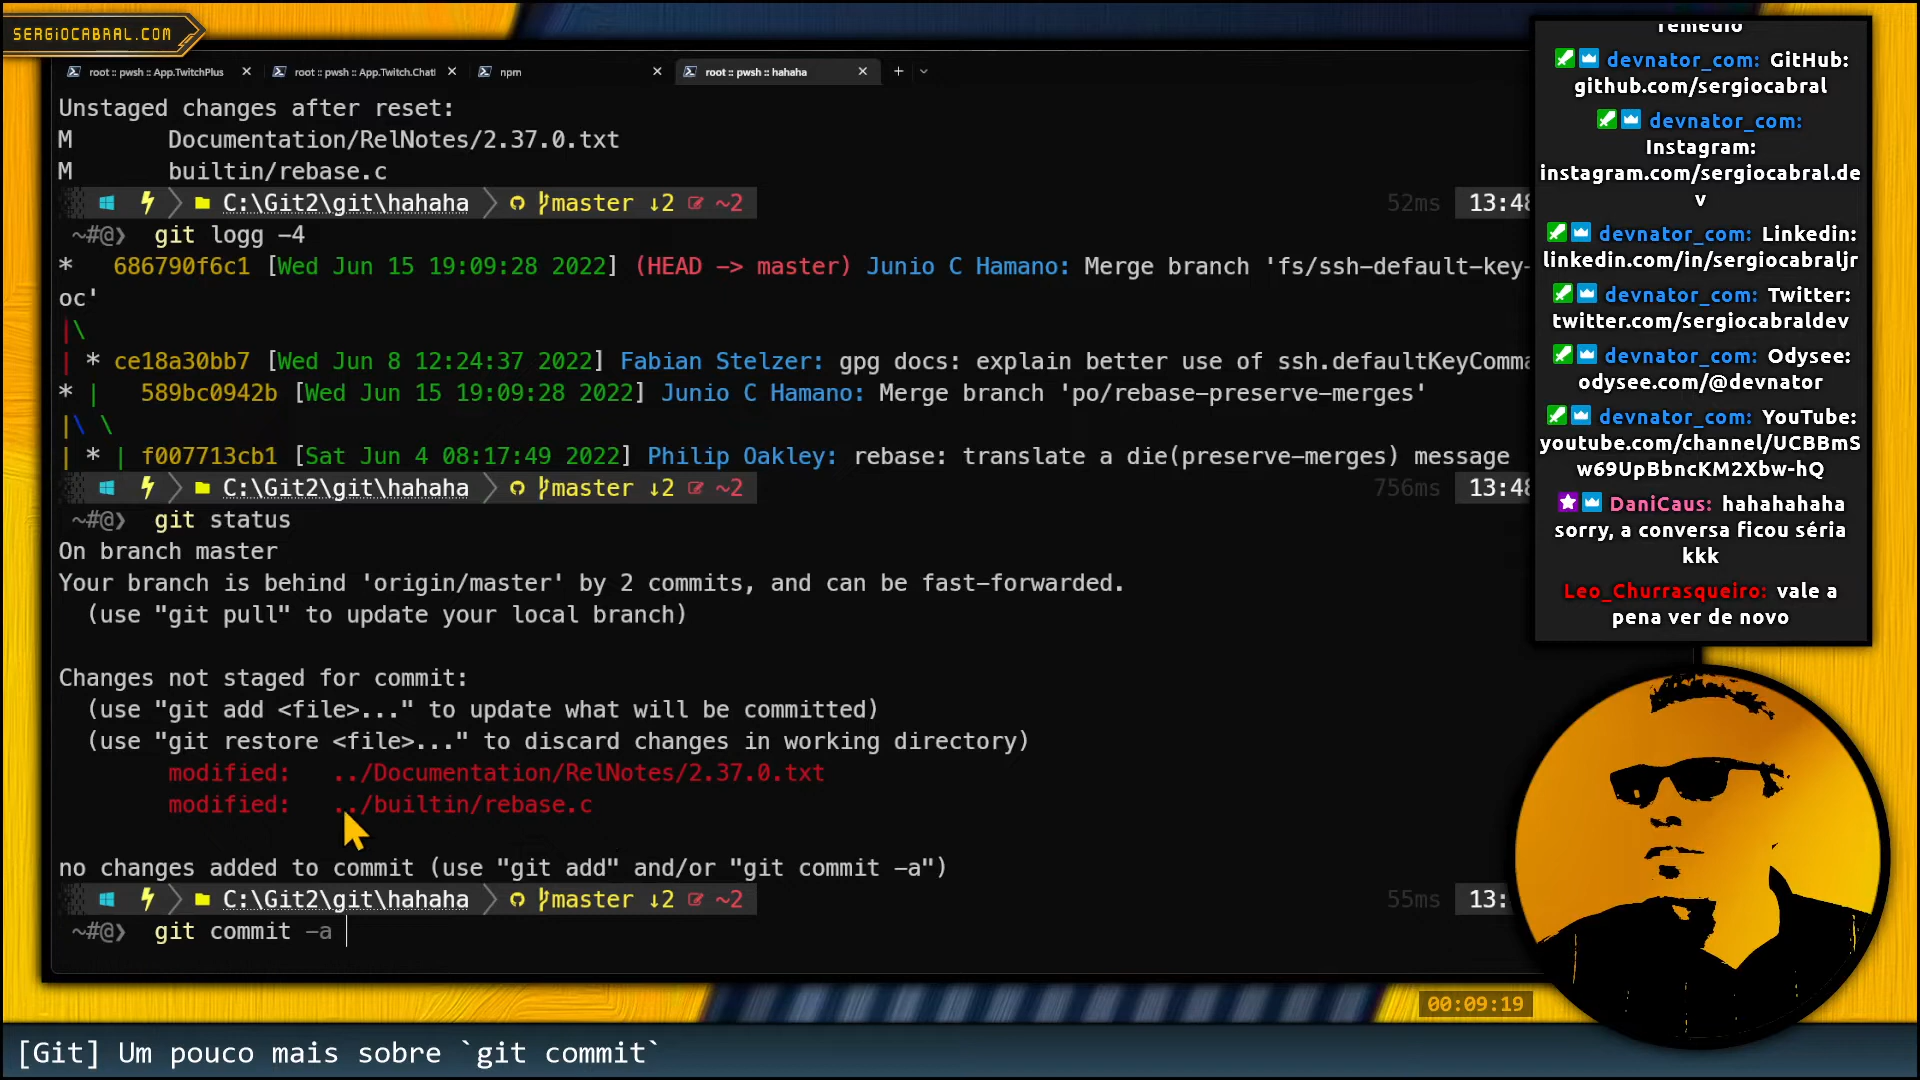 SERGIOCABRAL.COM
root :: pwsh :: App.TwitchPlus
root :: pwsh :: App.Twitch.Chatl
npm
root :: pwsh :: hahaha
Unstaged changes after reset:
M Documentation/RelNotes/2.37.0.txt
M builtin/rebase.c
C:\Git2\git\hahaha master ↓2 ~2 52ms 13:48
~#@❯ git logg -4
* 686790f6c1 [Wed Jun 15 19:09:28 2022] (HEAD -> master) Junio C Hamano: Merge branch 'fs/ssh-default-key-
oc'
|\
| * ce18a30bb7 [Wed Jun 8 12:24:37 2022] Fabian Stelzer: gpg docs: explain better use of ssh.defaultKeyComma
* | 589bc0942b [Wed Jun 15 19:09:28 2022] Junio C Hamano: Merge branch 'po/rebase-preserve-merges'
|\ \
| * | f007713cb1 [Sat Jun 4 08:17:49 2022] Philip Oakley: rebase: translate a die(preserve-merges) message
C:\Git2\git\hahaha master ↓2 ~2 756ms 13:48
~#@❯ git status
On branch master
Your branch is behind 'origin/master' by 2 commits, and can be fast-forwarded.
(use "git pull" to update your local branch)
Changes not staged for commit:
(use "git add <file>..." to update what will be committed)
(use "git restore <file>..." to discard changes in working directory)
modified: ../Documentation/RelNotes/2.37.0.txt
modified: ../builtin/rebase.c
no changes added to commit (use "git add" and/or "git commit -a")
C:\Git2\git\hahaha master ↓2 ~2 55ms 13:
~#@❯ git commit -a
remédio
devnator_com: GitHub:
github.com/sergiocabral
devnator_com:
Instagram:
instagram.com/sergiocabral.de
v
devnator_com: Linkedin:
linkedin.com/in/sergiocabraljr
devnator_com: Twitter:
twitter.com/sergiocabraldev
devnator_com: Odysee:
odysee.com/@devnator
devnator_com: YouTube:
youtube.com/channel/UCBBmS
w69UpBbncKM2Xbw-hQ
DaniCaus: hahahahaha
sorry, a conversa ficou séria
kkk
Leo_Churrasqueiro: vale a
pena ver de novo
00:09:19
[Git] Um pouco mais sobre `git commit`